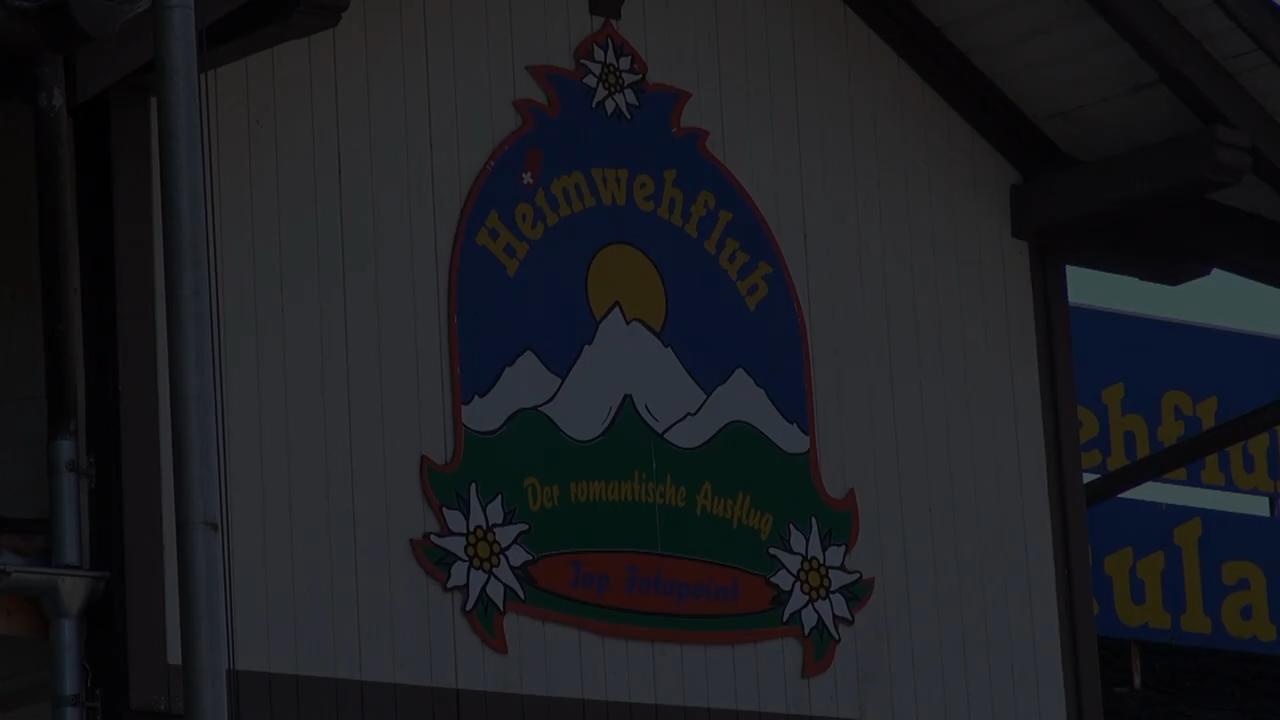 Heimwehfluh
Der romantische Ausflug
Top Fotopoint
ehflu
ula